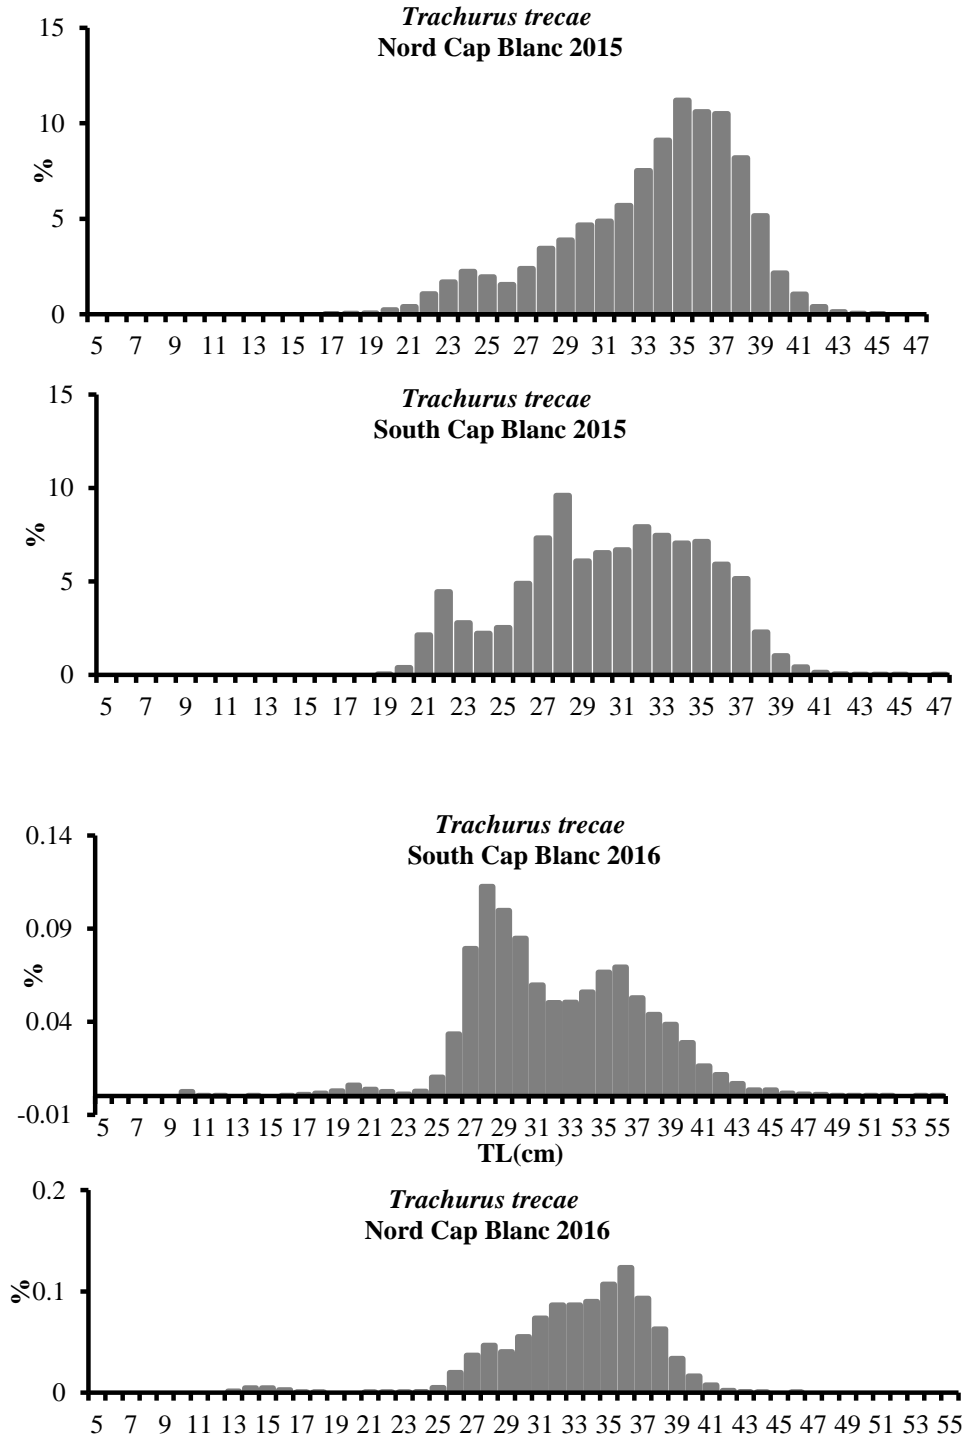 Trachurus trecae
Nord Cap Blanc 2015
15
10
5
0
%
5 7 9 11 13 15 17 19 21 23 25 27 29 31 33 35 37 39 41 43 45 47
Trachurus trecae
South Cap Blanc 2015
15
10
5
0
%
5 7 9 11 13 15 17 19 21 23 25 27 29 31 33 35 37 39 41 43 45 47
Trachurus trecae
South Cap Blanc 2016
0.14
0.09
0.04
-0.01
%
5 7 9 11 13 15 17 19 21 23 25 27 29 31 33 35 37 39 41 43 45 47 49 51 53 55
TL(cm)
Trachurus trecae
Nord Cap Blanc 2016
0.2
0.1
0
%
5 7 9 11 13 15 17 19 21 23 25 27 29 31 33 35 37 39 41 43 45 47 49 51 53 55